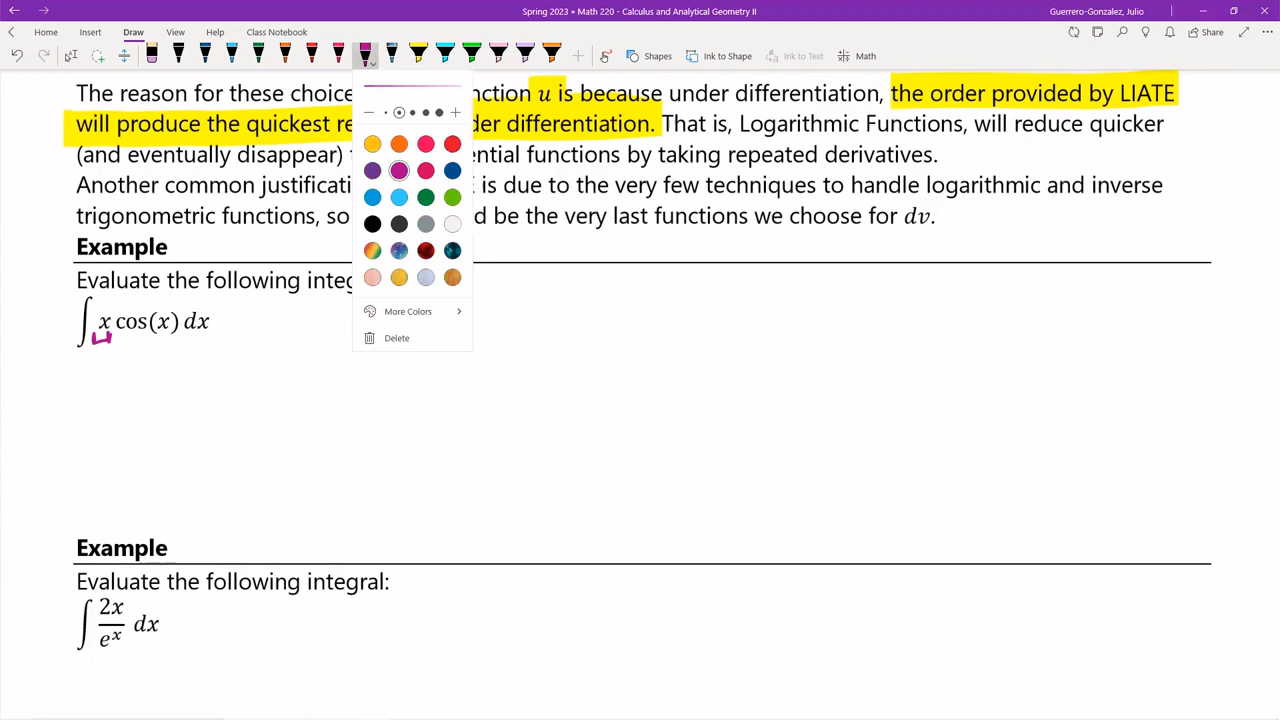 Spring 2023 » Math 220 - Calculus and Analytical Geometry II
Guerrero-Gonzalez, Julio
Home Insert Draw View Help Class Notebook
Share
Shapes Ink to Shape Ink to Text Math
The reason for these choice nction u is because under differentiation, the order provided by LIATE
will produce the quickest re der differentiation. That is, Logarithmic Functions, will reduce quicker
(and eventually disappear) ential functions by taking repeated derivatives.
Another common justificati is due to the very few techniques to handle logarithmic and inverse
trigonometric functions, so d be the very last functions we choose for dv.
Example
Evaluate the following integ
∫ x cos(x) dx
More Colors
Delete
Example
Evaluate the following integral:
∫ 2x/e^x dx